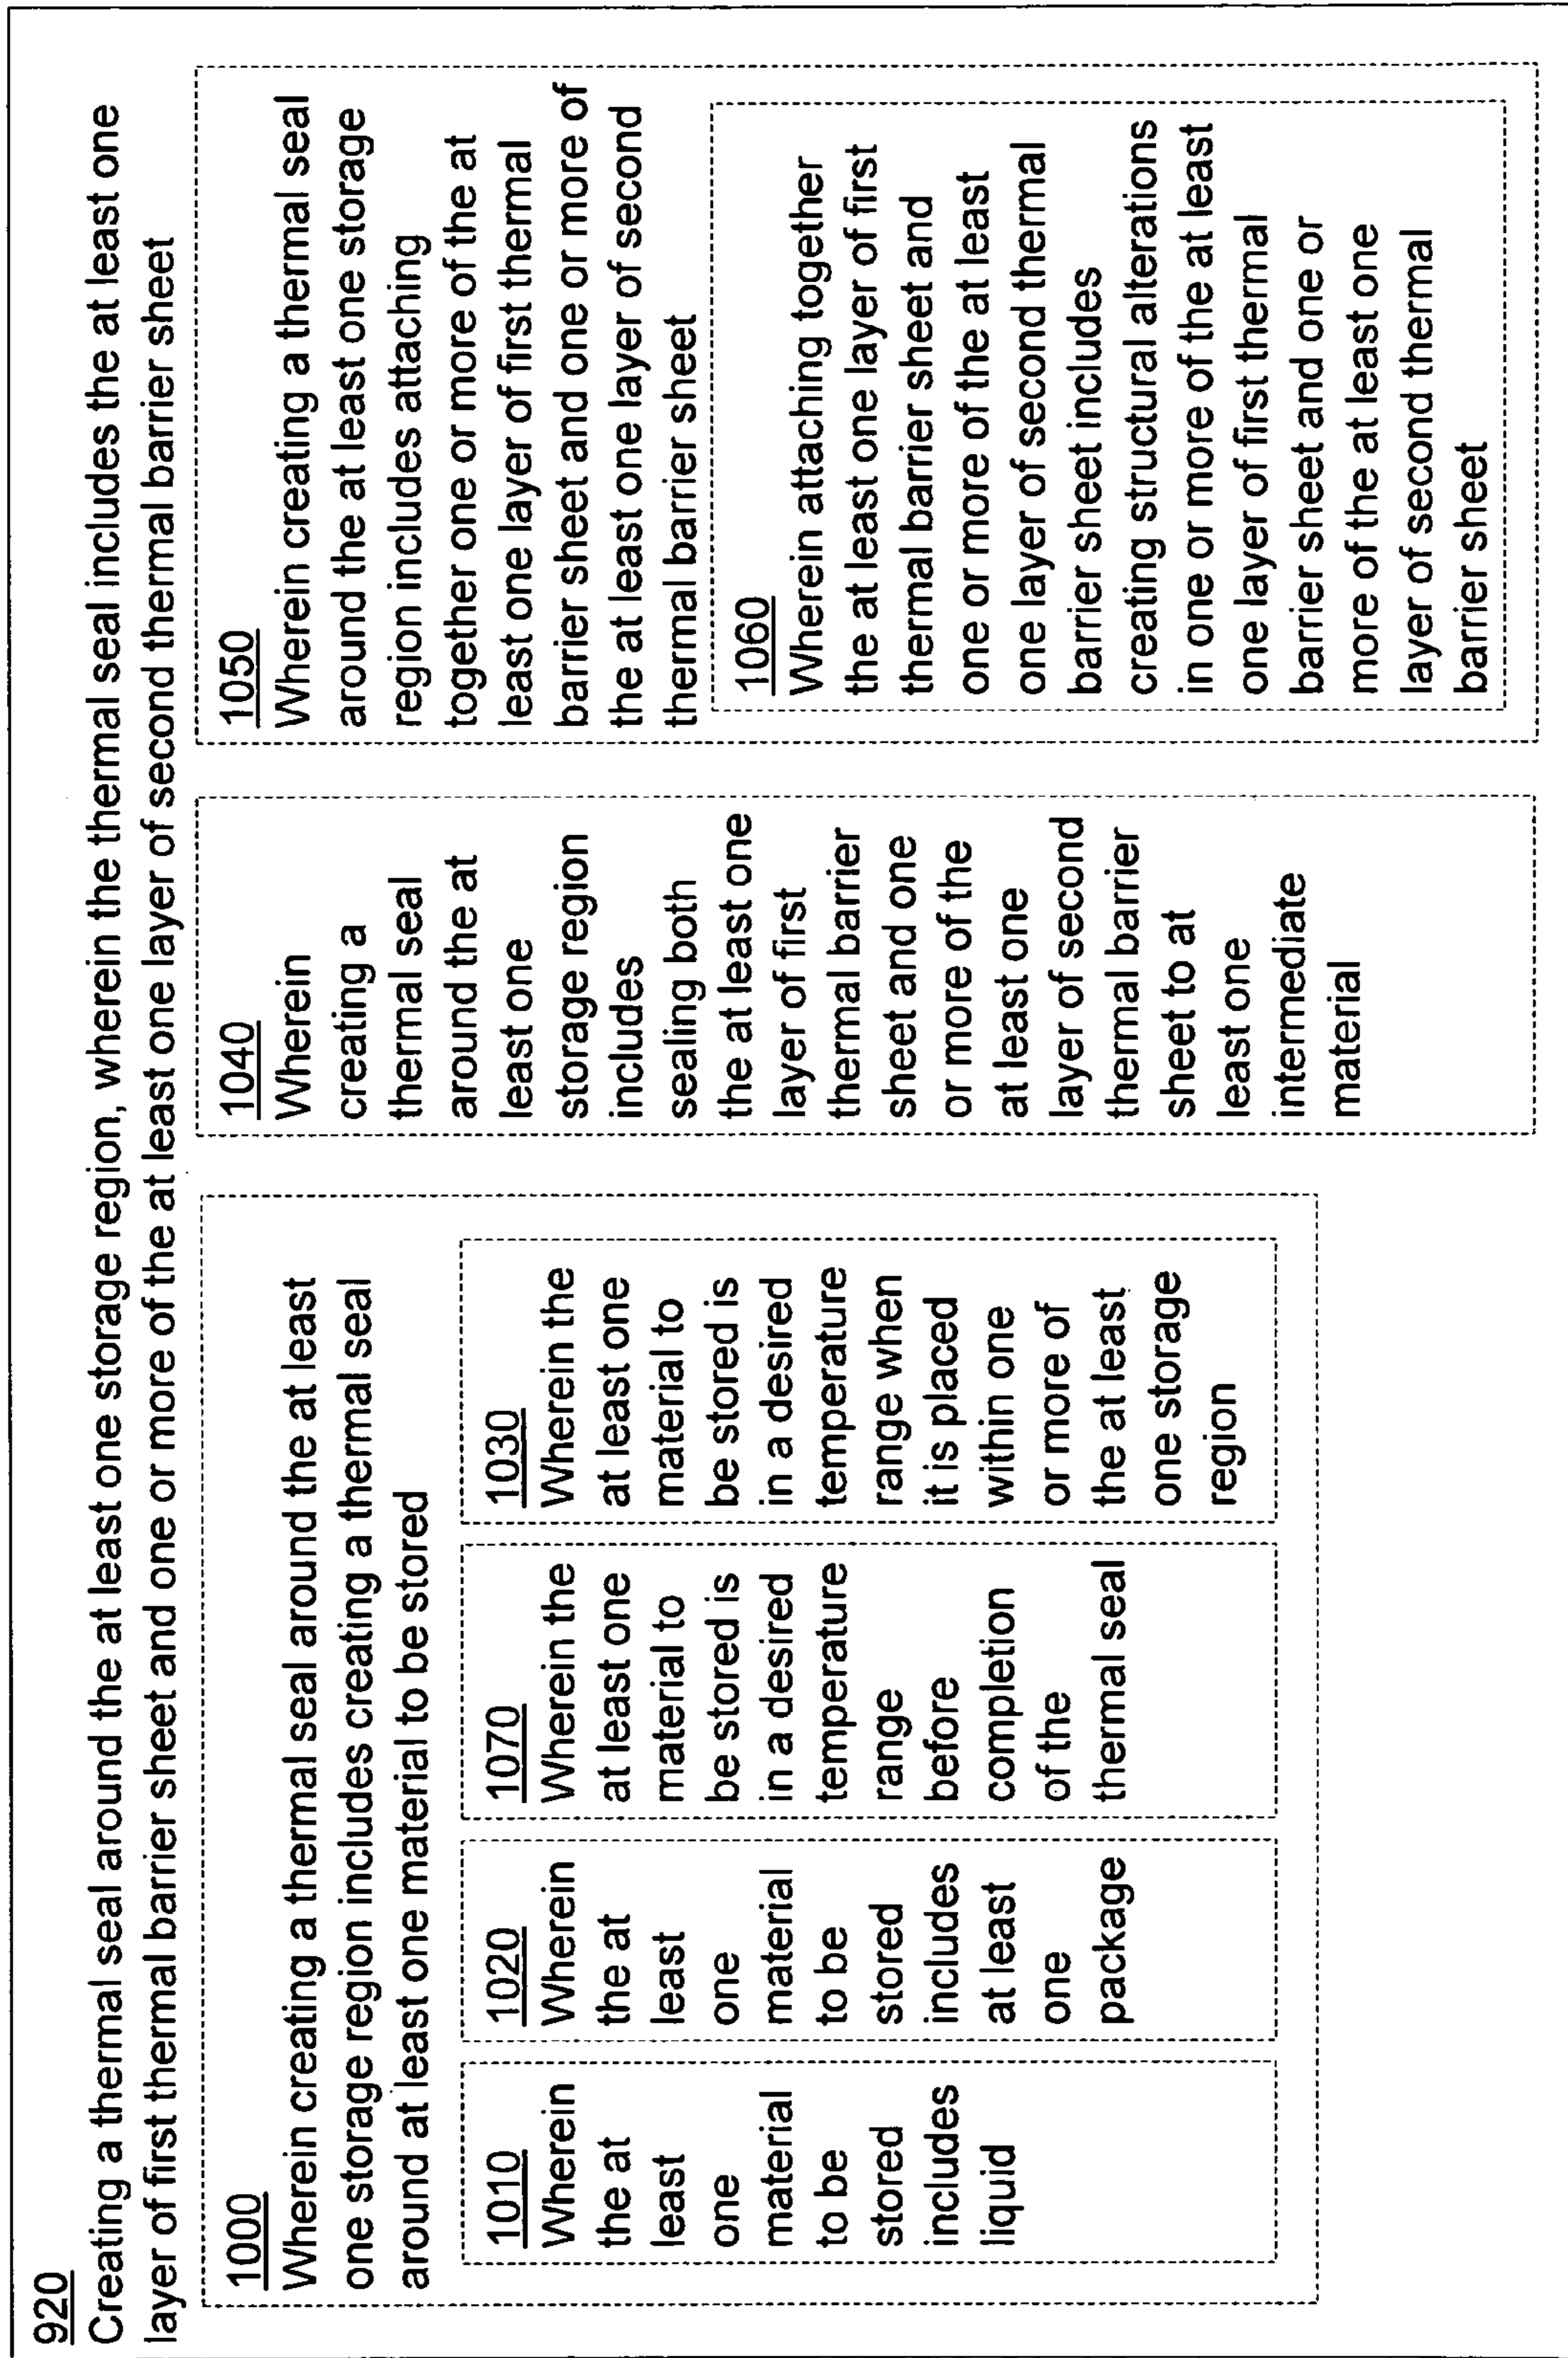 920
Creating a thermal seal around the at least one storage region, wherein the thermal seal includes the at least one
layer of first thermal barrier sheet and one or more of the at least one layer of second thermal barrier sheet
1000
Wherein creating a thermal seal around the at least
one storage region includes creating a thermal seal
around at least one material to be stored
1010
Wherein
the at
least
one
material
to be
stored
includes
liquid
1020
Wherein
the at
least
one
material
to be
stored
includes
at least
one
package
1070
Wherein the
at least one
material to
be stored is
in a desired
temperature
range
before
completion
of the
thermal seal
1030
Wherein the
at least one
material to
be stored is
in a desired
temperature
range when
it is placed
within one
or more of
the at least
one storage
region
1040
Wherein
creating a
thermal seal
around the at
least one
storage region
includes
sealing both
the at least one
layer of first
thermal barrier
sheet and one
or more of the
at least one
layer of second
thermal barrier
sheet to at
least one
intermediate
material
1050
Wherein creating a thermal seal
around the at least one storage
region includes attaching
together one or more of the at
least one layer of first thermal
barrier sheet and one or more of
the at least one layer of second
thermal barrier sheet
1060
Wherein attaching together
the at least one layer of first
thermal barrier sheet and
one or more of the at least
one layer of second thermal
barrier sheet includes
creating structural alterations
in one or more of the at least
one layer of first thermal
barrier sheet and one or
more of the at least one
layer of second thermal
barrier sheet